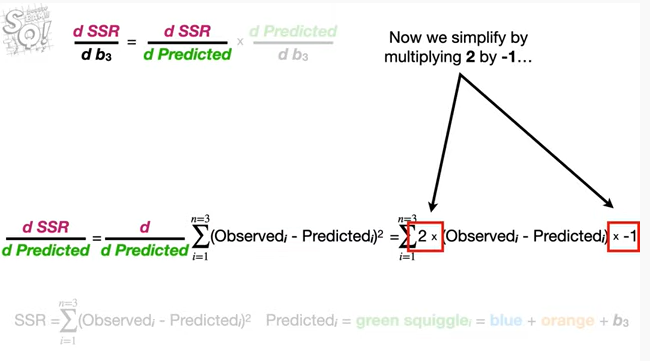 d SSR / d b₃ = d SSR / d Predicted × d Predicted / d b₃
Now we simplify by
multiplying 2 by -1…
d SSR / d Predicted = d / d Predicted n=3 ∑ i=1 (Observedᵢ - Predictedᵢ)² = n=3 ∑ i=1 2 × (Observedᵢ - Predictedᵢ) × -1
SSR = n=3 ∑ i=1 (Observedᵢ - Predictedᵢ)² Predictedᵢ = green squiggleᵢ = blue + orange + b₃